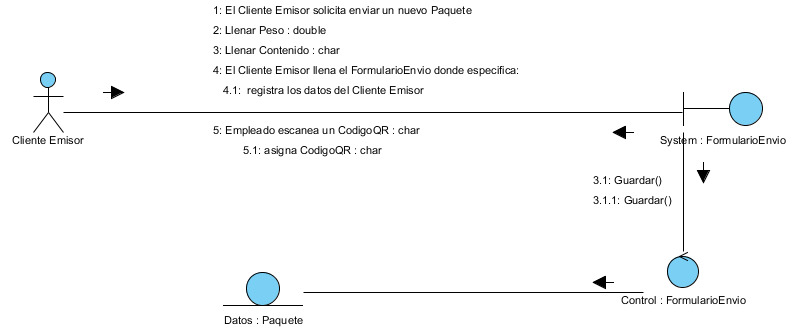 1: El Cliente Emisor solicita enviar un nuevo Paquete
2: Llenar Peso : double
3: Llenar Contenido : char
4: El Cliente Emisor llena el FormularioEnvio donde especifica:
4.1:  registra los datos del Cliente Emisor
Cliente Emisor
5: Empleado escanea un CodigoQR : char
5.1: asigna CodigoQR : char
System : FormularioEnvio
3.1: Guardar()
3.1.1: Guardar()
Control : FormularioEnvio
Datos : Paquete